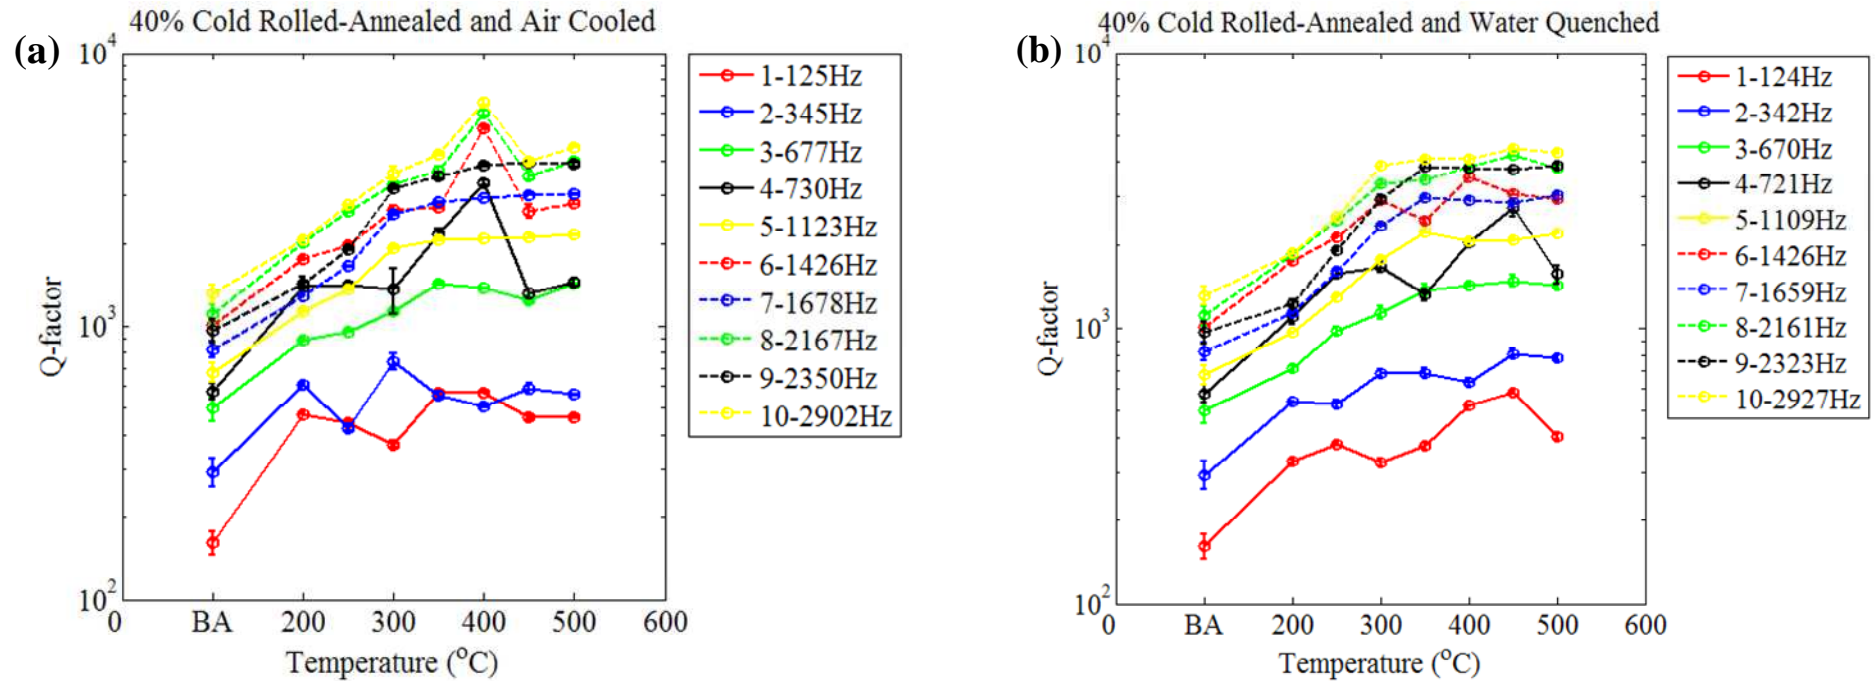 40% Cold Rolled-Annealed and Air Cooled
(a)
10^4
10^3
10^2
Q-factor
0 BA 200 300 400 500 600
Temperature (°C)
1-125Hz
2-345Hz
3-677Hz
4-730Hz
5-1123Hz
6-1426Hz
7-1678Hz
8-2167Hz
9-2350Hz
10-2902Hz
40% Cold Rolled-Annealed and Water Quenched
(b)
10^4
10^3
10^2
Q-factor
0 BA 200 300 400 500 600
Temperature (°C)
1-124Hz
2-342Hz
3-670Hz
4-721Hz
5-1109Hz
6-1426Hz
7-1659Hz
8-2161Hz
9-2323Hz
10-2927Hz